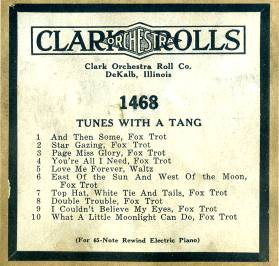 CLARK ORCHESTRA ROLLS
Clark Orchestra Roll Co.
DeKalb, Illinois
1468
TUNES WITH A TANG
1 And Then Some, Fox Trot
2 Star Gazing, Fox Trot
3 Page Miss Glory, Fox Trot
4 You're All I Need, Fox Trot
5 Love Me Forever, Waltz
6 East Of the Sun And West Of the Moon,
Fox Trot
7 Top Hat, White Tie and Tails, Fox Trot
8 Double Trouble, Fox Trot
9 I Couldn't Believe My Eyes, Fox Trot
10 What A Little Moonlight Can Do, Fox Trot
(For 65-Note Rewind Electric Piano)